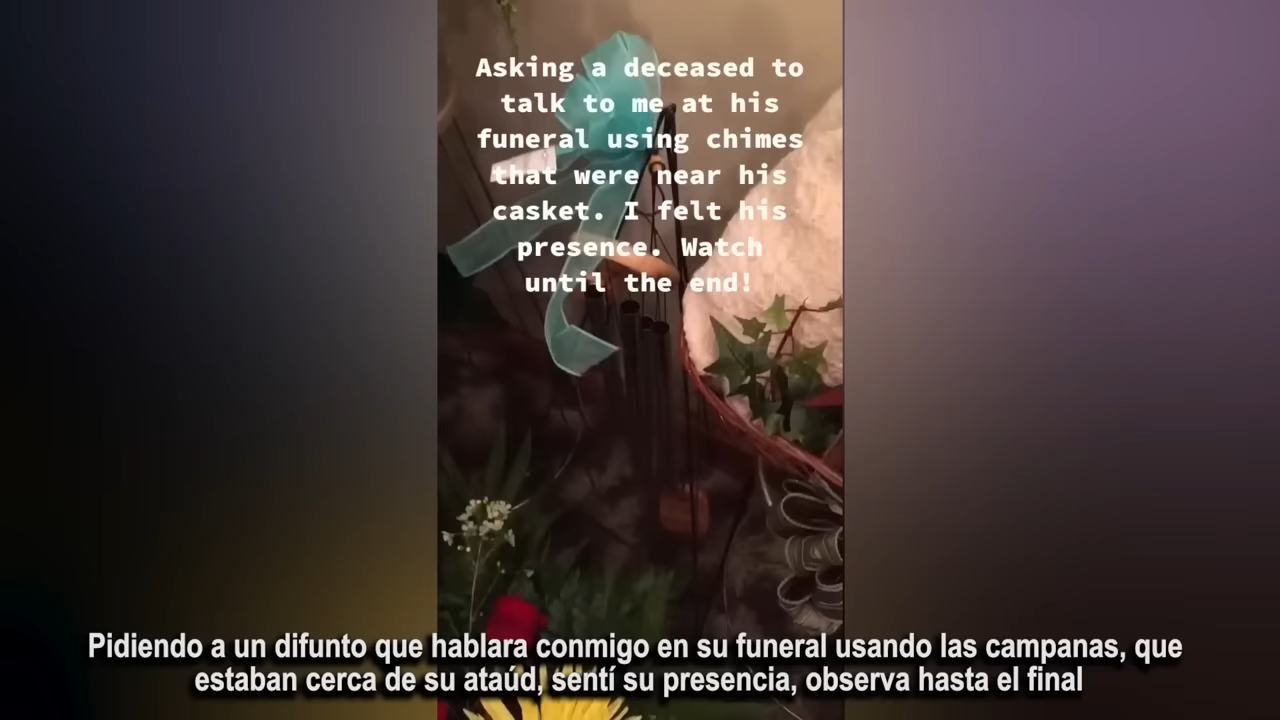 Asking a deceased to
talk to me at his
funeral using chimes
that were near his
casket. I felt his
presence. Watch
until the end!
Pidiendo a un difunto que hablara conmigo en su funeral usando las campanas, que
estaban cerca de su ataúd, sentí su presencia, observa hasta el final